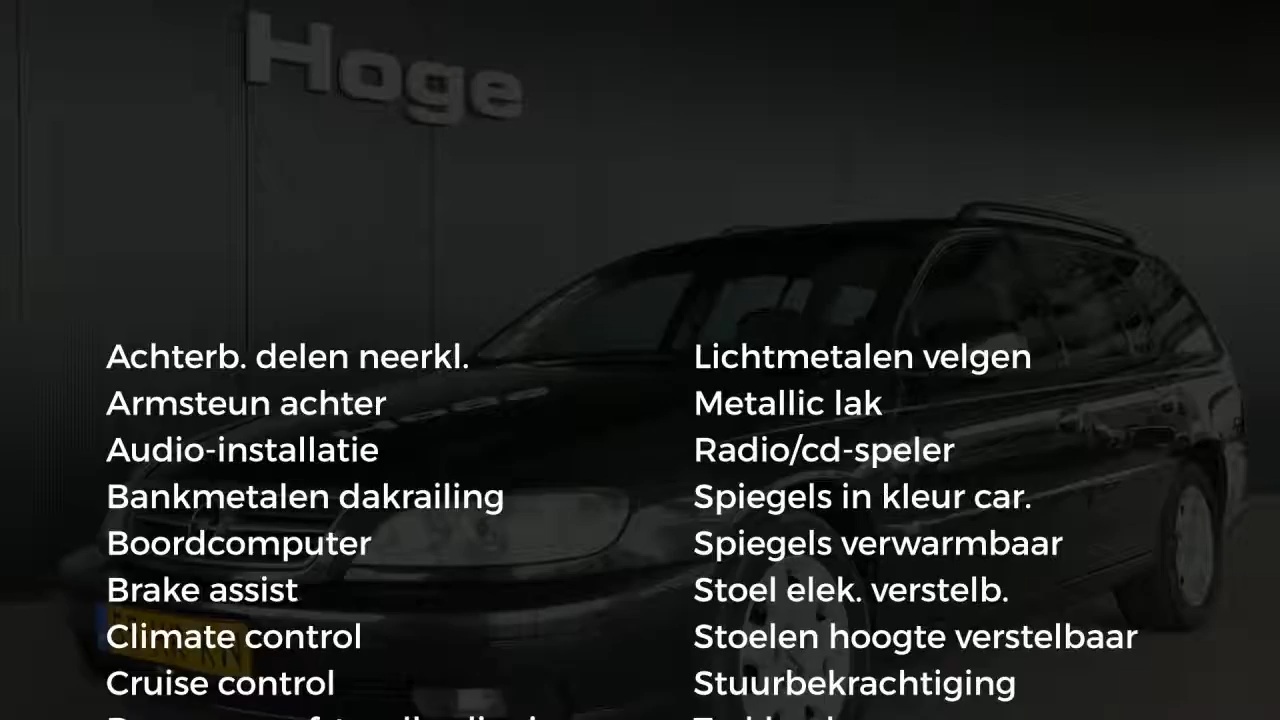 Hoge
Achterb. delen neerkl.
Armsteun achter
Audio-installatie
Bankmetalen dakrailing
Boordcomputer
Brake assist
Climate control
Cruise control
Lichtmetalen velgen
Metallic lak
Radio/cd-speler
Spiegels in kleur car.
Spiegels verwarmbaar
Stoel elek. verstelb.
Stoelen hoogte verstelbaar
Stuurbekrachtiging